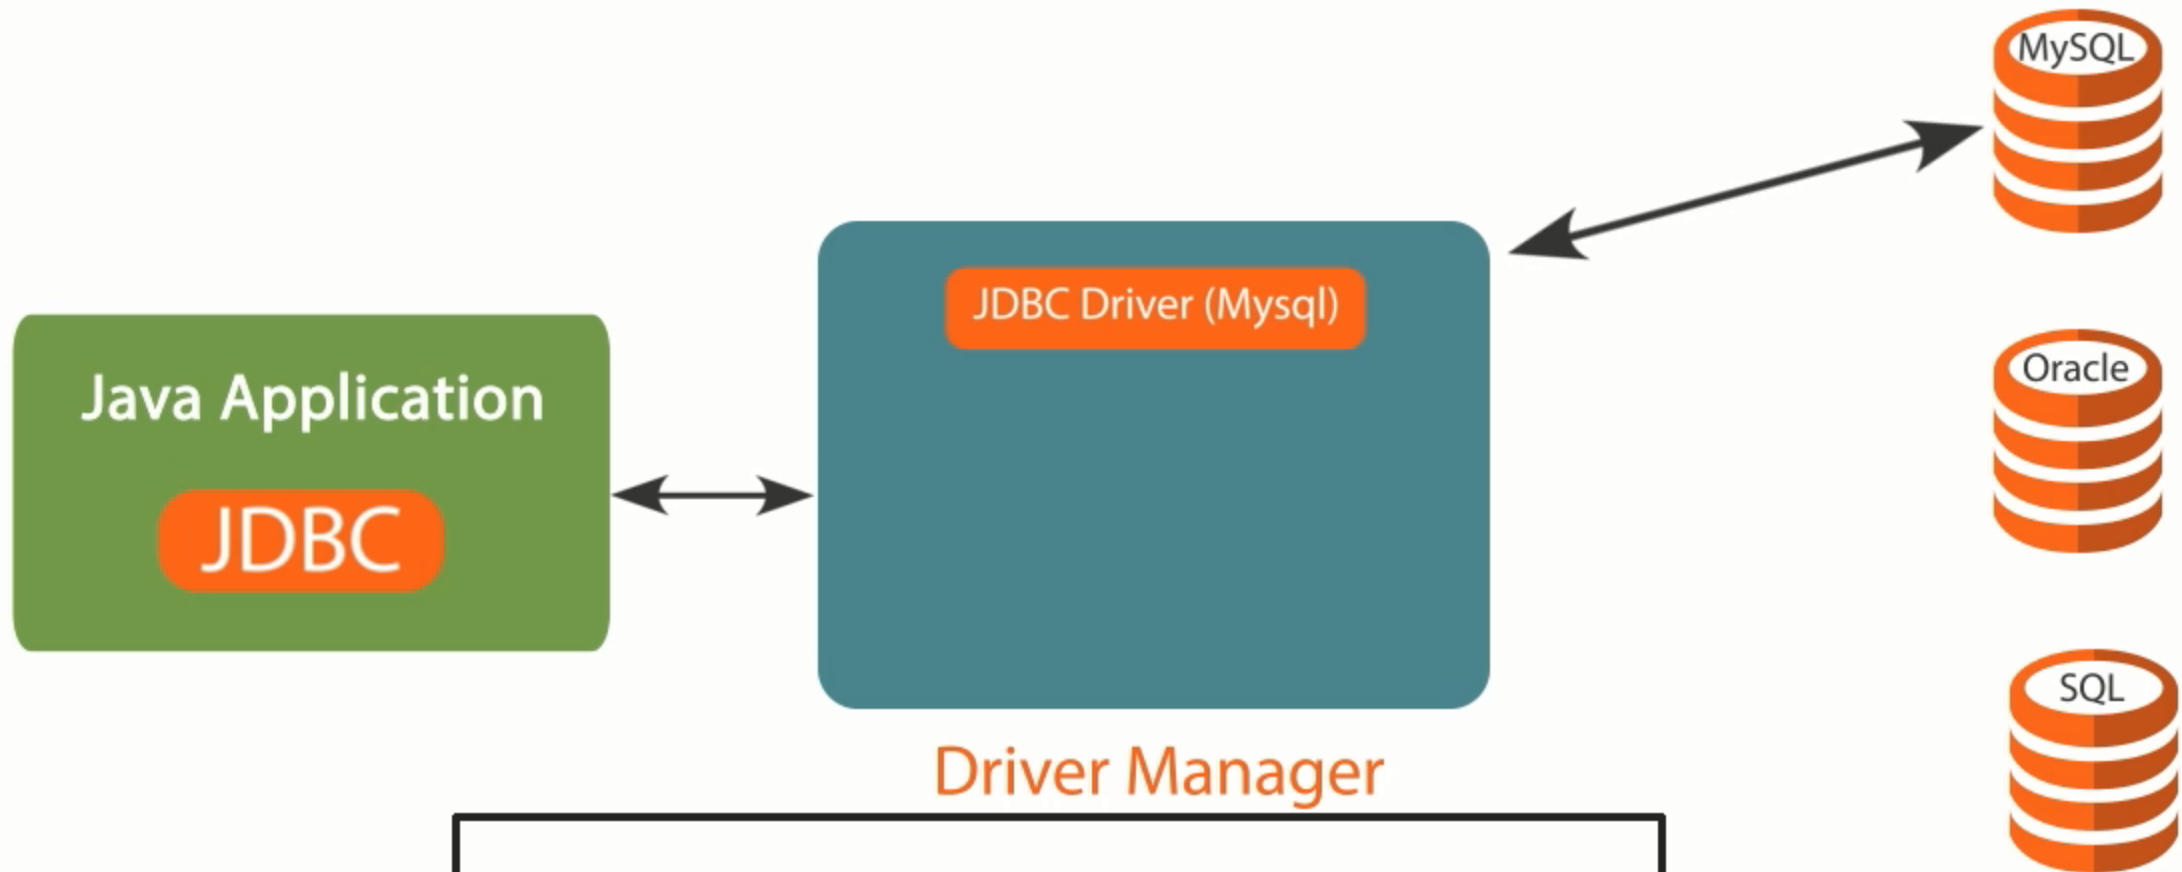 MySQL
JDBC Driver (Mysql)
Java Application
Oracle
JDBC
SQL
Driver Manager